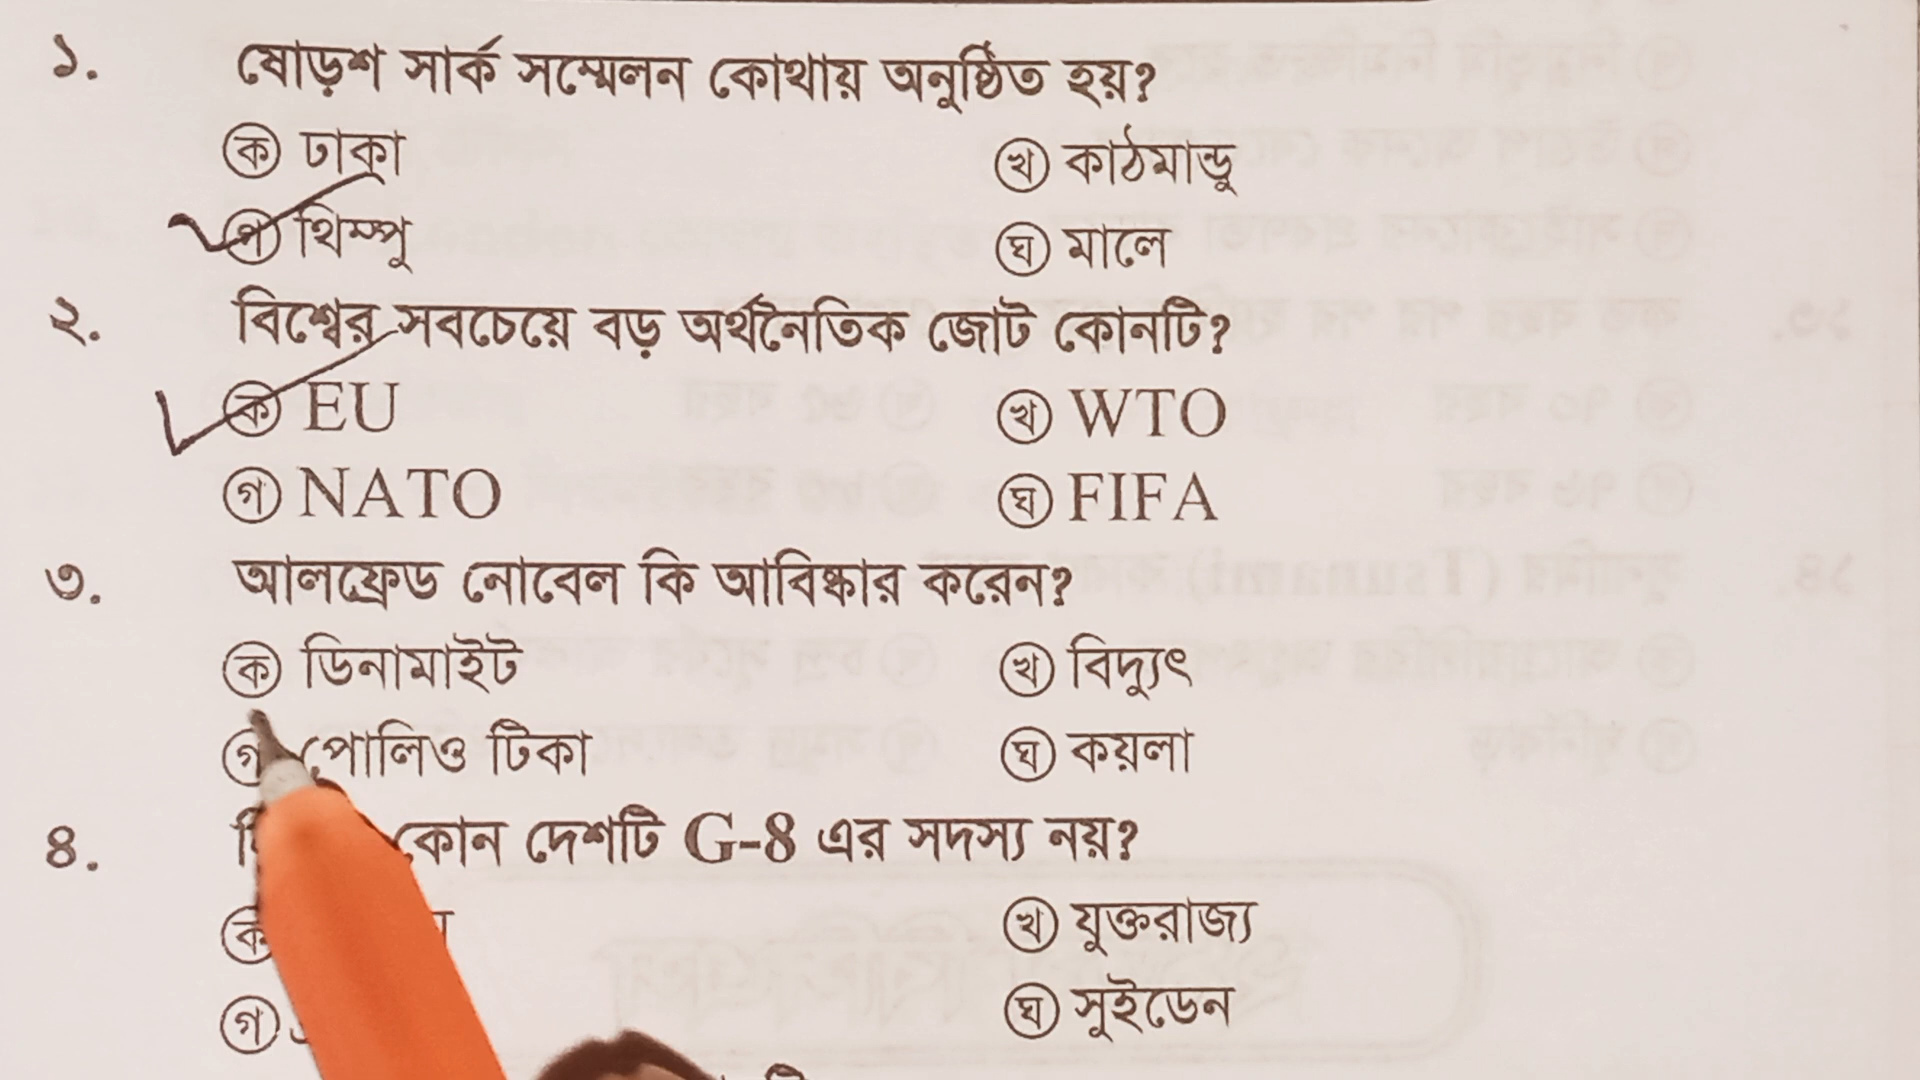 ১. ষোড়শ সার্ক সম্মেলন কোথায় অনুষ্ঠিত হয়?
ক ঢাকা খ কাঠমান্ডু
গ থিম্পু ঘ মালে
২. বিশ্বের সবচেয়ে বড় অর্থনৈতিক জোট কোনটি?
ক EU খ WTO
গ NATO ঘ FIFA
৩. আলফ্রেড নোবেল কি আবিষ্কার করেন?
ক ডিনামাইট খ বিদ্যুৎ
গ পোলিও টিকা ঘ কয়লা
৪. কোন দেশটি G-8 এর সদস্য নয়?
ক খ যুক্তরাজ্য
গ ঘ সুইডেন